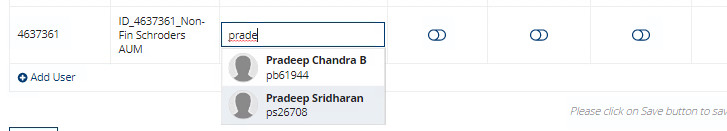 4637361
ID_4637361_Non-
Fin Schroders
AUM
prade
Pradeep Chandra B
pb61944
Pradeep Sridharan
ps26708
Add User
Please click on Save button to sav